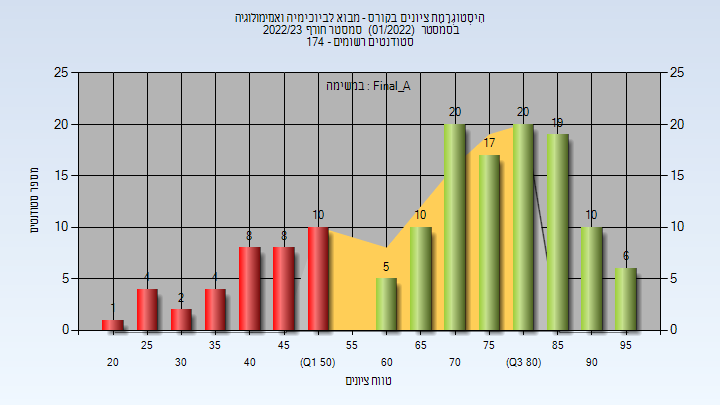 היסטוגרמת ציונים בקורס - מבוא לביוכימיה ואנזימולוגיה
בסמסטר (01/2022) סמסטר חורף 2022/23
סטודנטים רשומים - 174
במשימה : Final_A
25 25
20 20
15 15
10 10
5 5
0 0
מספר סטודנטים
1 4 2 4 8 8 10 5 10 20 17 20 19 10 6
25 35 45 55 65 75 85 95
20 30 40 (Q1 50) 60 70 (Q3 80) 90
טווח ציונים